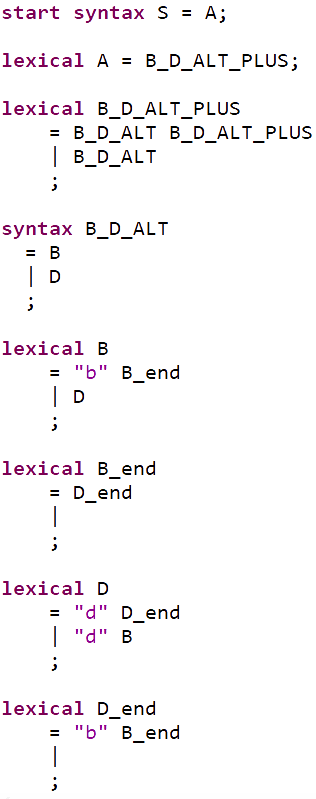 start syntax S = A;
lexical A = B_D_ALT_PLUS;
lexical B_D_ALT_PLUS
= B_D_ALT B_D_ALT_PLUS
| B_D_ALT
;
syntax B_D_ALT
= B
| D
;
lexical B
= "b" B_end
| D
;
lexical B_end
= D_end
|
;
lexical D
= "d" D_end
| "d" B
;
lexical D_end
= "b" B_end
|
;